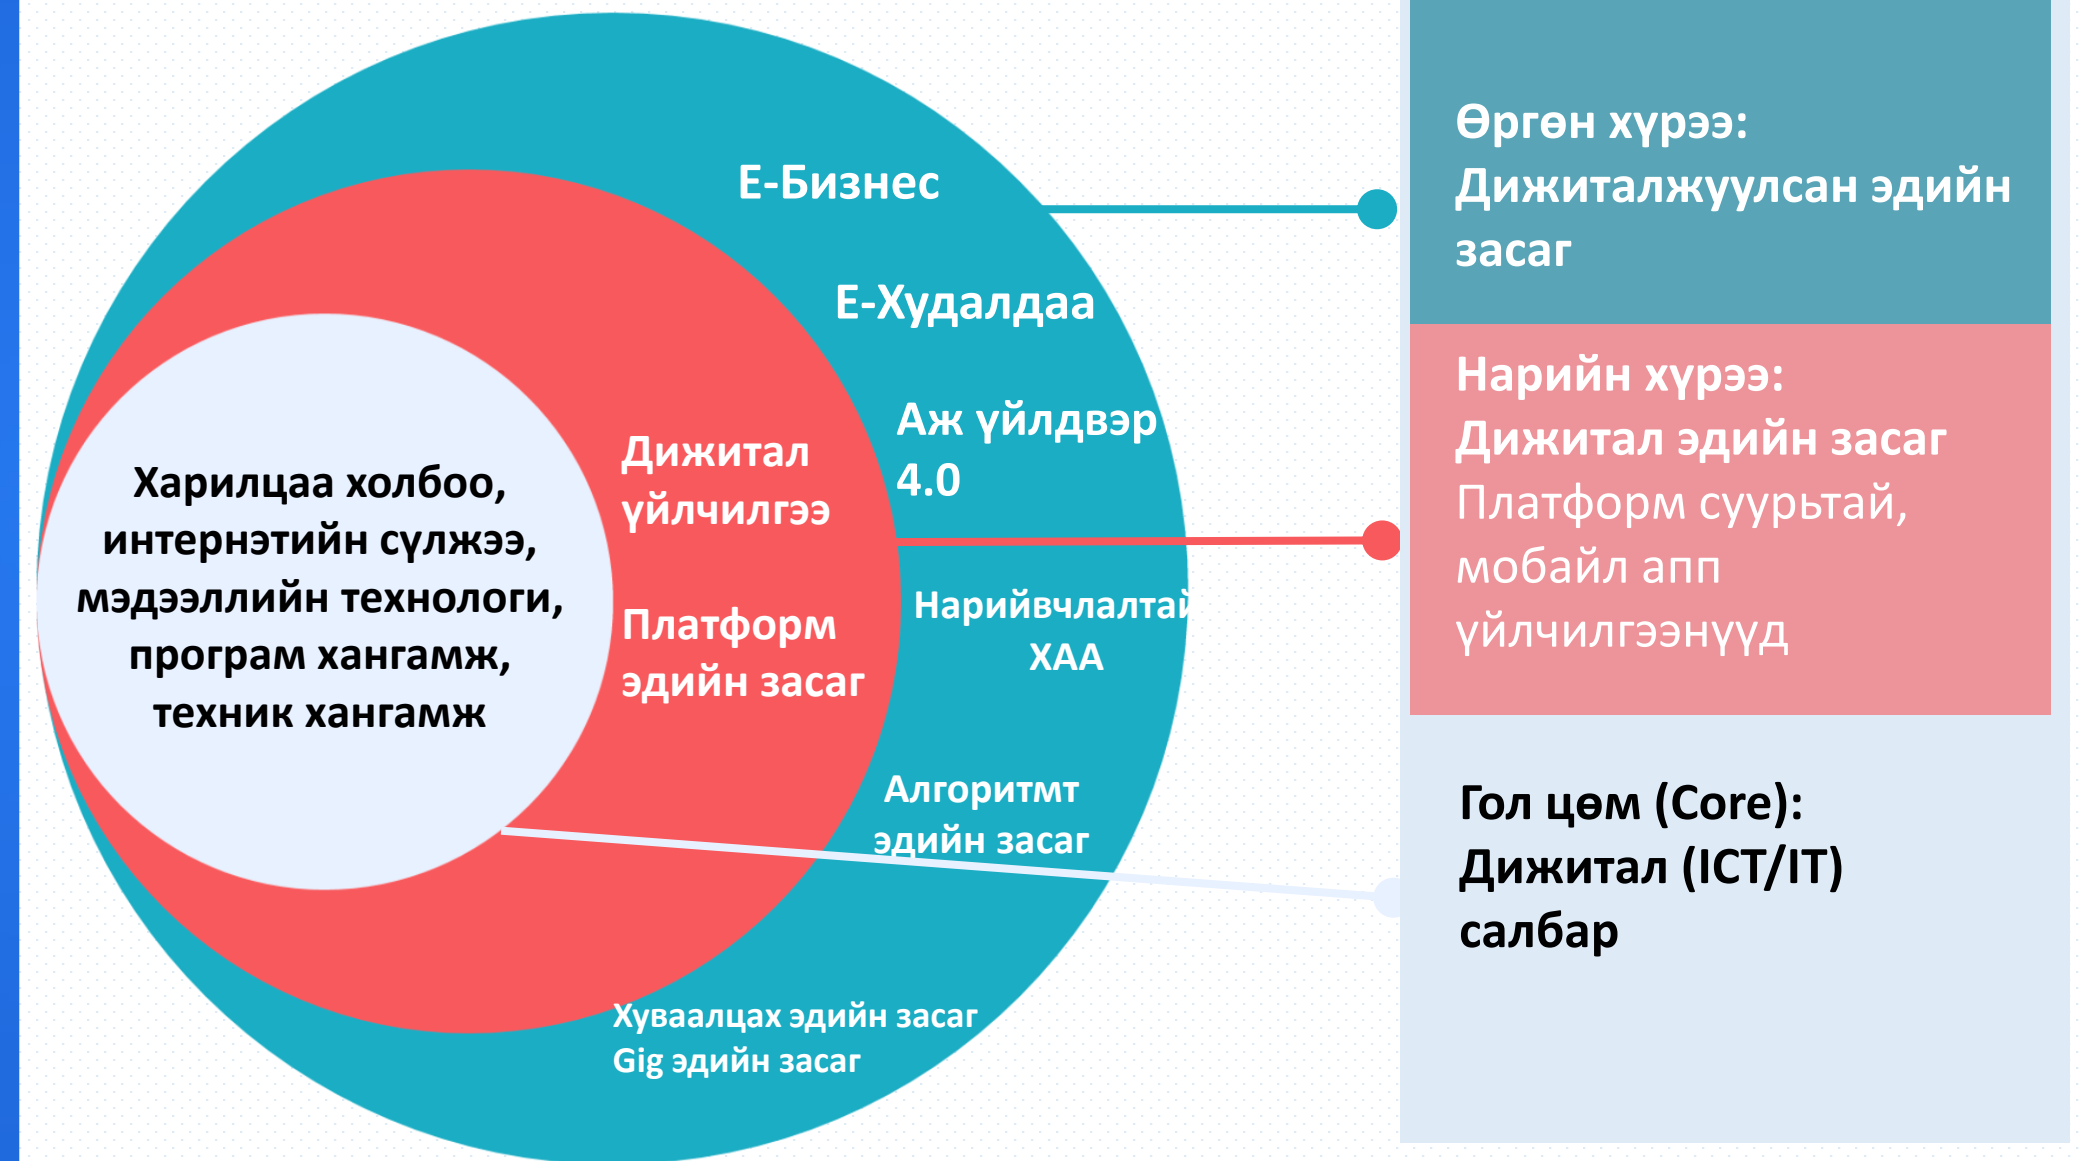 Е-Бизнес
Е-Худалдаа
Аж үйлдвэр
4.0
Нарийвчлалтай
ХАА
Алгоритмт
эдийн засаг
Хуваалцах эдийн засаг
Gig эдийн засаг
Дижитал
үйлчилгээ
Платформ
эдийн засаг
Харилцаа холбоо,
интернэтийн сүлжээ,
мэдээллийн технологи,
програм хангамж,
техник хангамж
Өргөн хүрээ:
Дижиталжуулсан эдийн
засаг
Нарийн хүрээ:
Дижитал эдийн засаг
Платформ суурьтай,
мобайл апп
үйлчилгээнүүд
Гол цөм (Core):
Дижитал (ICT/IT)
салбар